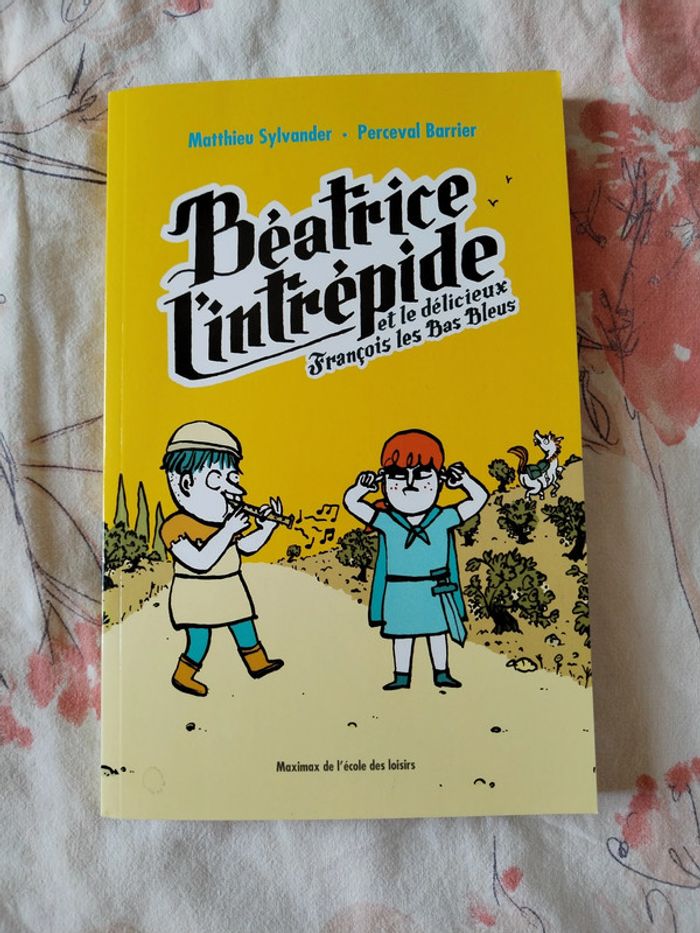 Matthieu Sylvander • Perceval Barrier
Béatrice
l'intrépide
et le délicieux
François les Bas Bleus
Maximax de l'école des loisirs